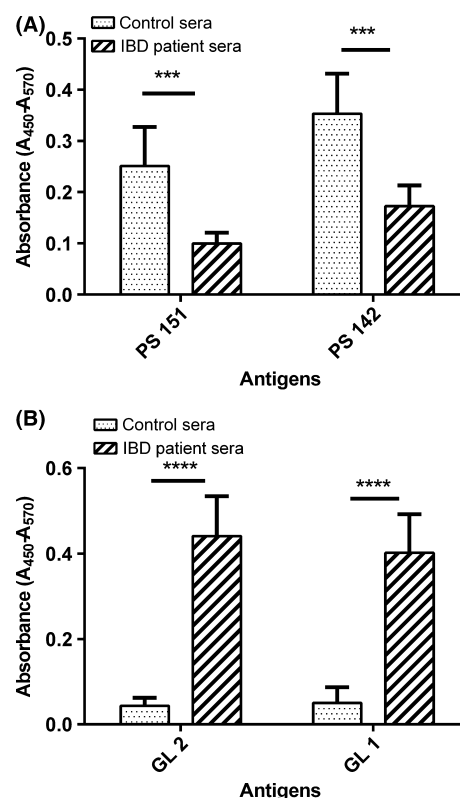 (A)
Control sera
IBD patient sera
Absorbance (A450-A570)
0.5
0.4
0.3
0.2
0.1
0.0
***
***
PS 151
PS 142
Antigens
(B)
Control sera
IBD patient sera
Absorbance (A450-A570)
0.6
0.4
0.2
0.0
****
****
GL 2
GL 1
Antigens